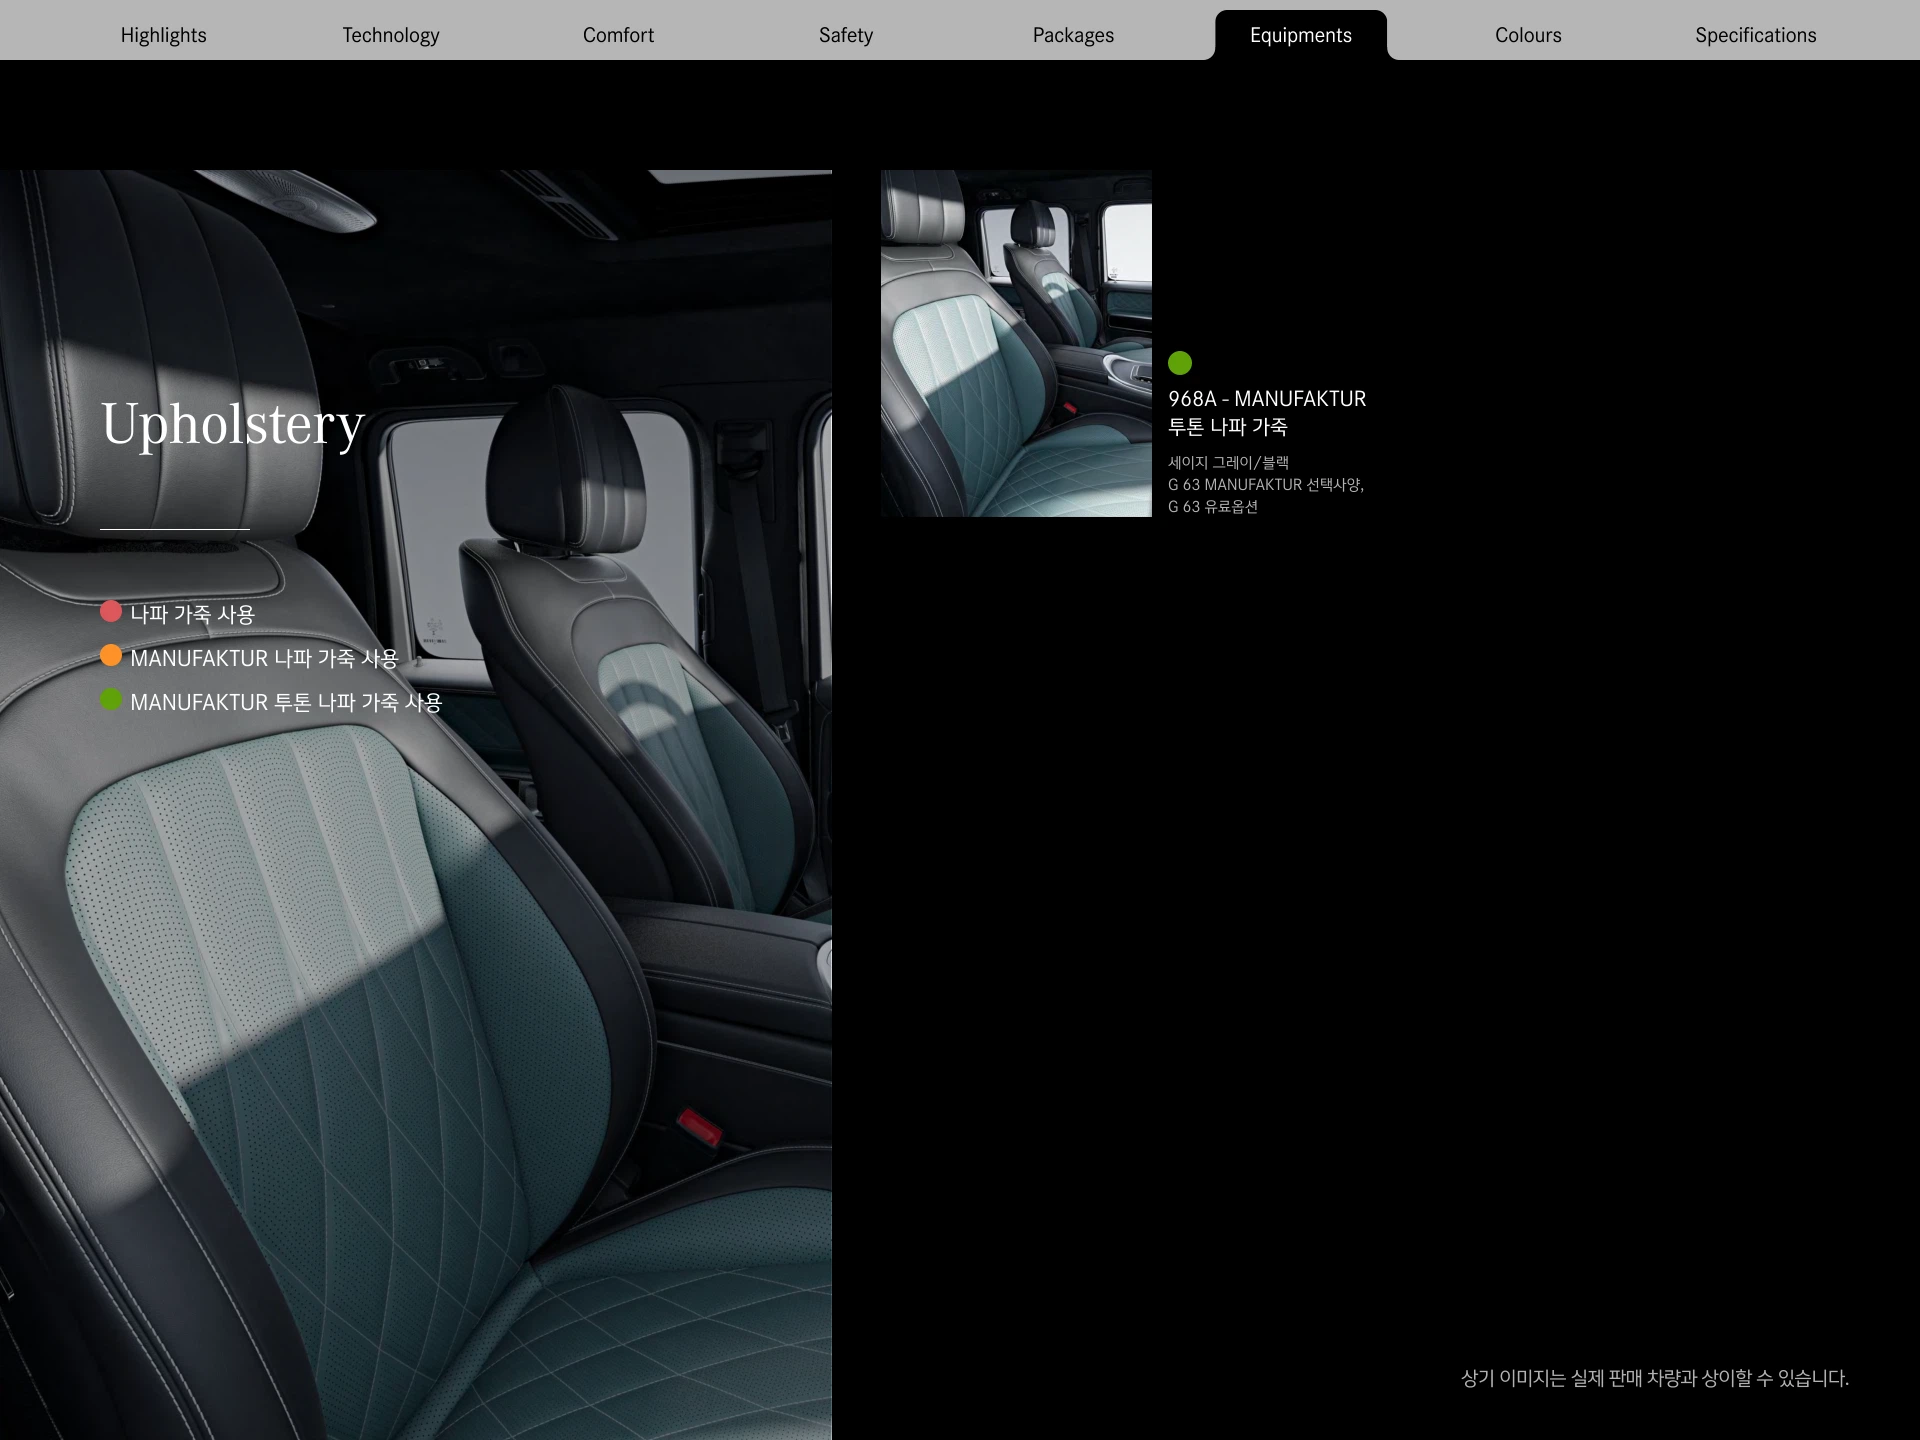 Highlights
Technology
Comfort
Safety
Packages
Equipments
Colours
Specifications
Upholstery
나파 가죽 사용
MANUFAKTUR 나파 가죽 사용
MANUFAKTUR 투톤 나파 가죽 사용
968A - MANUFAKTUR
투톤 나파 가죽
세이지 그레이/블랙
G 63 MANUFAKTUR 선택사양,
G 63 유료옵션
상기 이미지는 실제 판매 차량과 상이할 수 있습니다.